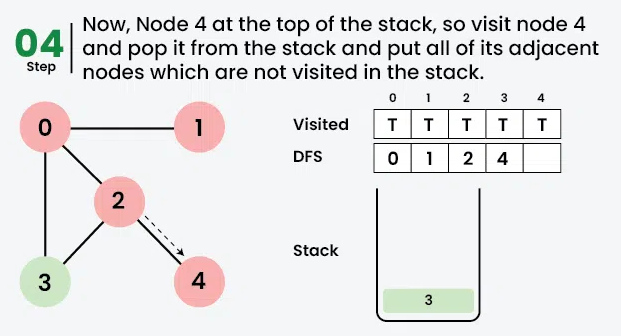 04
Step
Now, Node 4 at the top of the stack, so visit node 4
and pop it from the stack and put all of its adjacent
nodes which are not visited in the stack.
0
1
2
3
4
0 1 2 3 4
Visited T T T T T
DFS 0 1 2 4
Stack
3